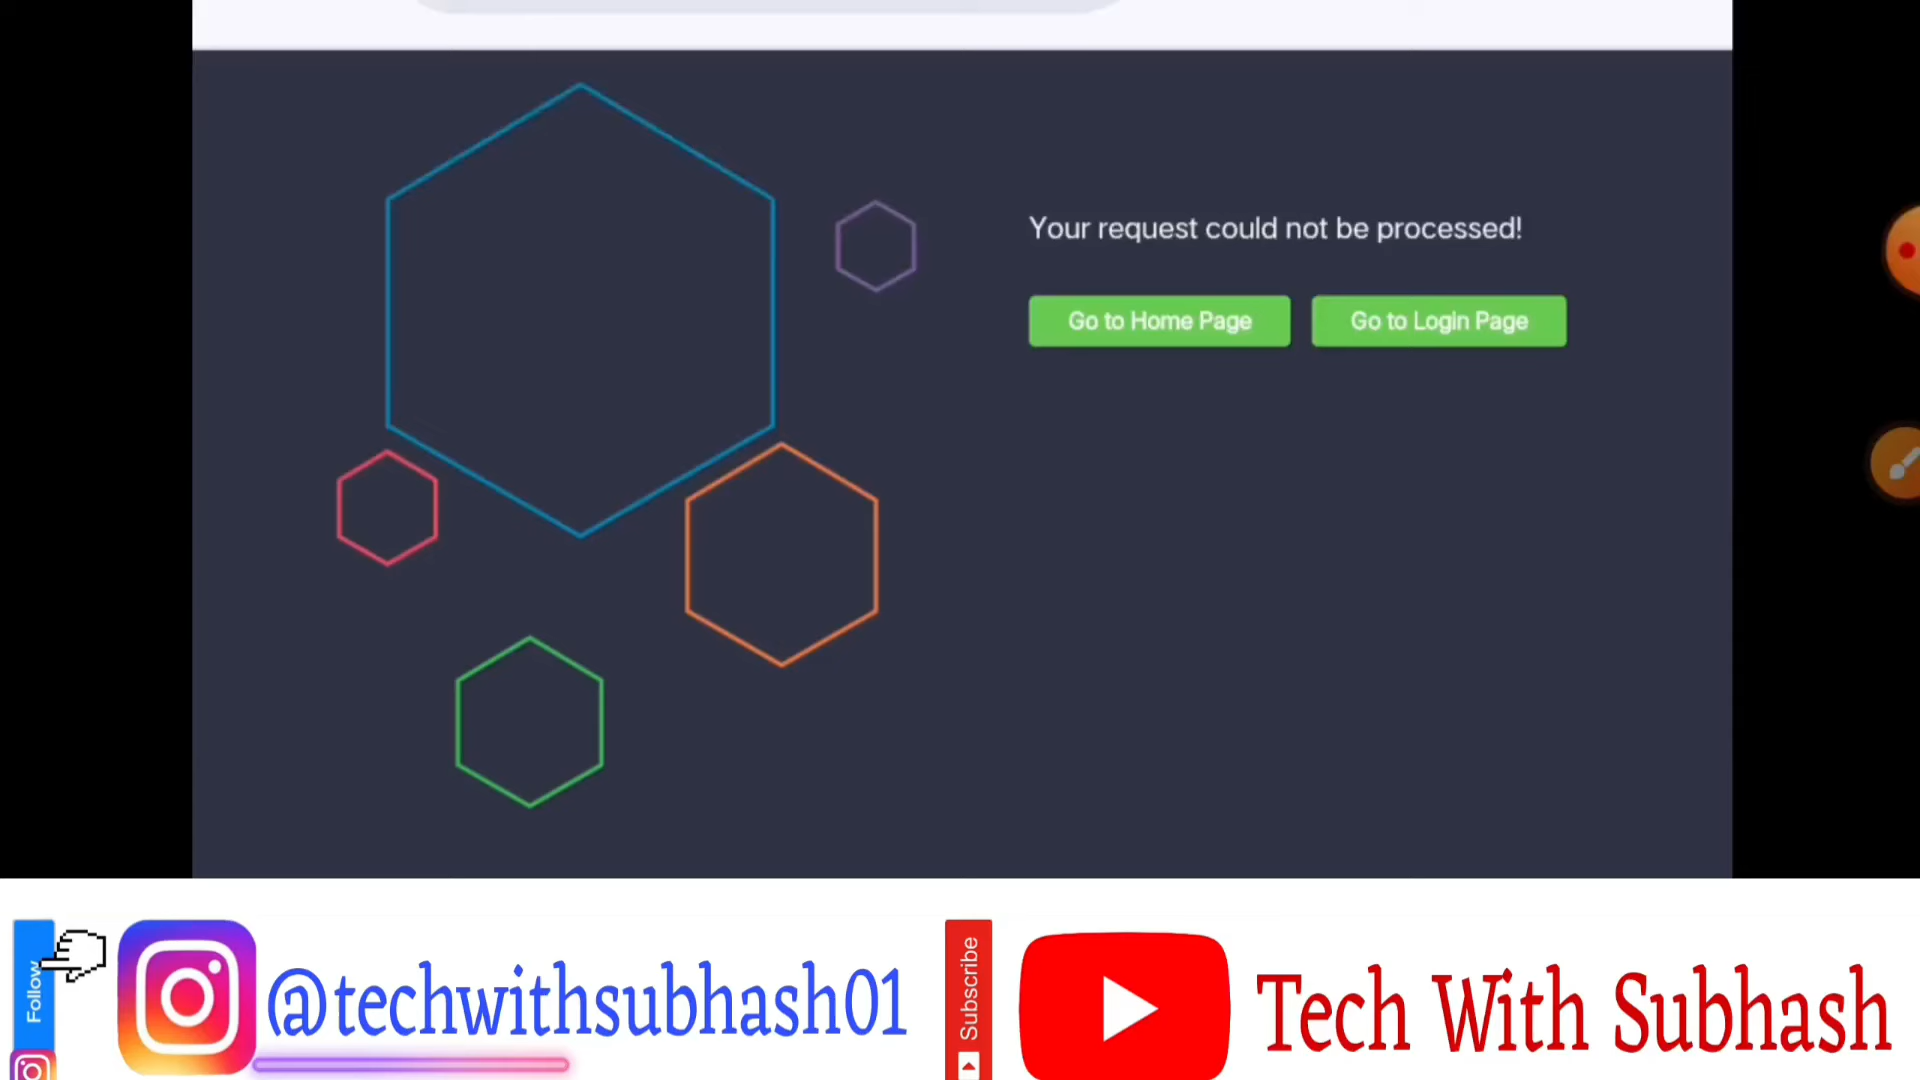 Your request could not be processed!
Go to Home Page
Go to Login Page
Follow
@techwithsubhash01
Subscribe
Tech With Subhash